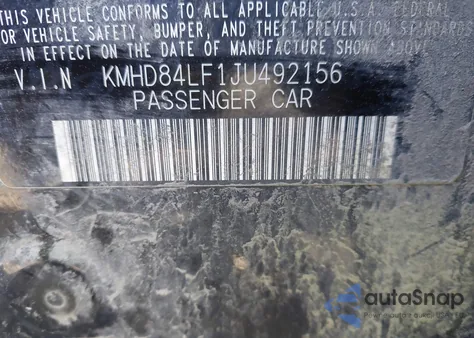 THIS VEHICLE CONFORMS TO ALL APPLICABLE U.S.A. FEDERAL
VEHICLE SAFETY, BUMPER, AND THEFT PREVENTION STANDARDS
IN EFFECT ON THE DATE OF MANUFACTURE SHOWN ABOVE.
V.I.N KMHD84LF1JU492156
PASSENGER CAR
autoSnap